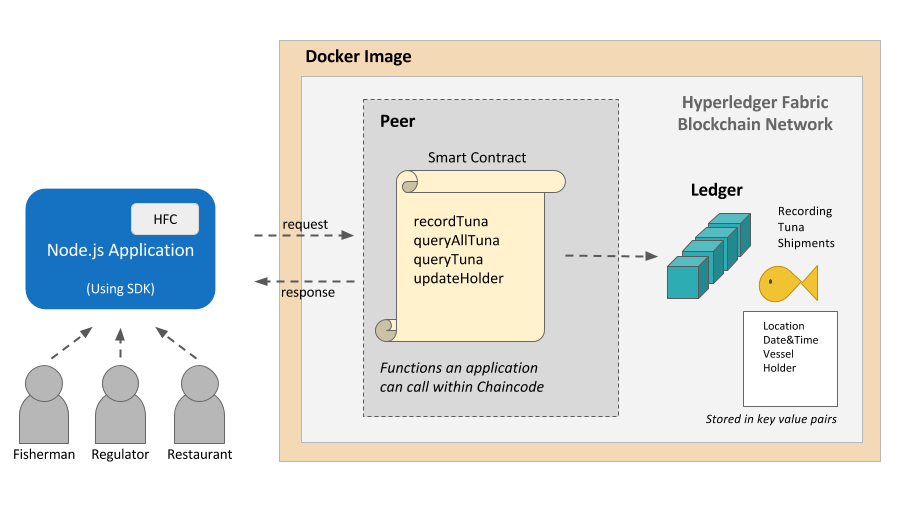 Docker Image
Hyperledger Fabric
Blockchain Network
Peer
Smart Contract
recordTuna
queryAllTuna
queryTuna
updateHolder
Functions an application
can call within Chaincode
Ledger
Recording
Tuna
Shipments
Location
Date&Time
Vessel
Holder
Stored in key value pairs
request
response
HFC
Node.js Application
(Using SDK)
Fisherman
Regulator
Restaurant